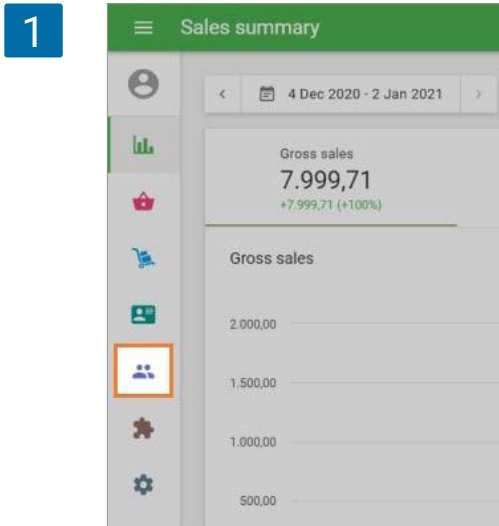 1
Sales summary
4 Dec 2020 - 2 Jan 2021
Gross sales
7.999,71
+7.999,71 (+100%)
Gross sales
2.000,00
1.500,00
1.000,00
500,00